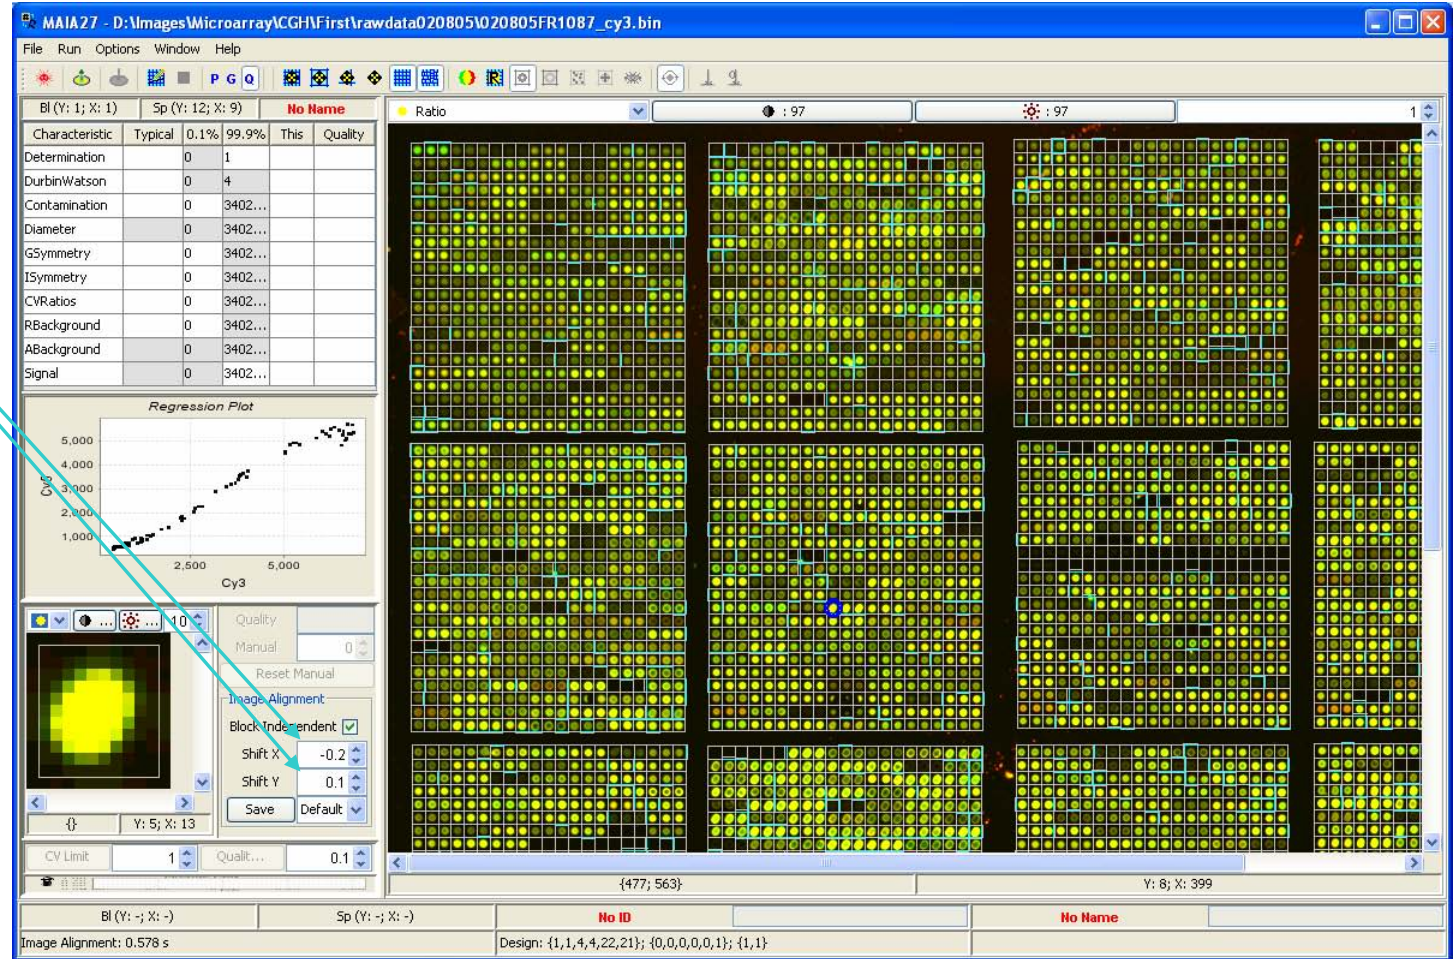 MAIA27 - D:\Images\Microarray\CGH\First\rawdata020805\020805FR1087_cy3.bin
File Run Options Window Help
P G Q
Bl (Y: 1; X: 1) Sp (Y: 12; X: 9) No Name
Ratio : 97 : 97 1
Characteristic Typical 0.1% 99.9% This Quality
Determination 0 1
DurbinWatson 0 4
Contamination 0 3402...
Diameter 0 3402...
GSymmetry 0 3402...
ISymmetry 0 3402...
CVRatios 0 3402...
RBackground 0 3402...
ABackground 0 3402...
Signal 0 3402...
Regression Plot
5,000
4,000
3,000
2,000
1,000
Cy5
2,500 5,000
Cy3
... ... 10
Quality
Manual 0
Reset Manual
Image Alignment
Block Independent
Shift X -0.2
Shift Y 0.1
Save Default
{} Y: 5; X: 13
CV Limit 1 Qualit... 0.1
{477; 563} Y: 8; X: 399
Bl (Y: -; X: -) Sp (Y: -; X: -) No ID No Name
Image Alignment: 0.578 s Design: {1,1,4,4,22,21}; {0,0,0,0,0,1}; {1,1}